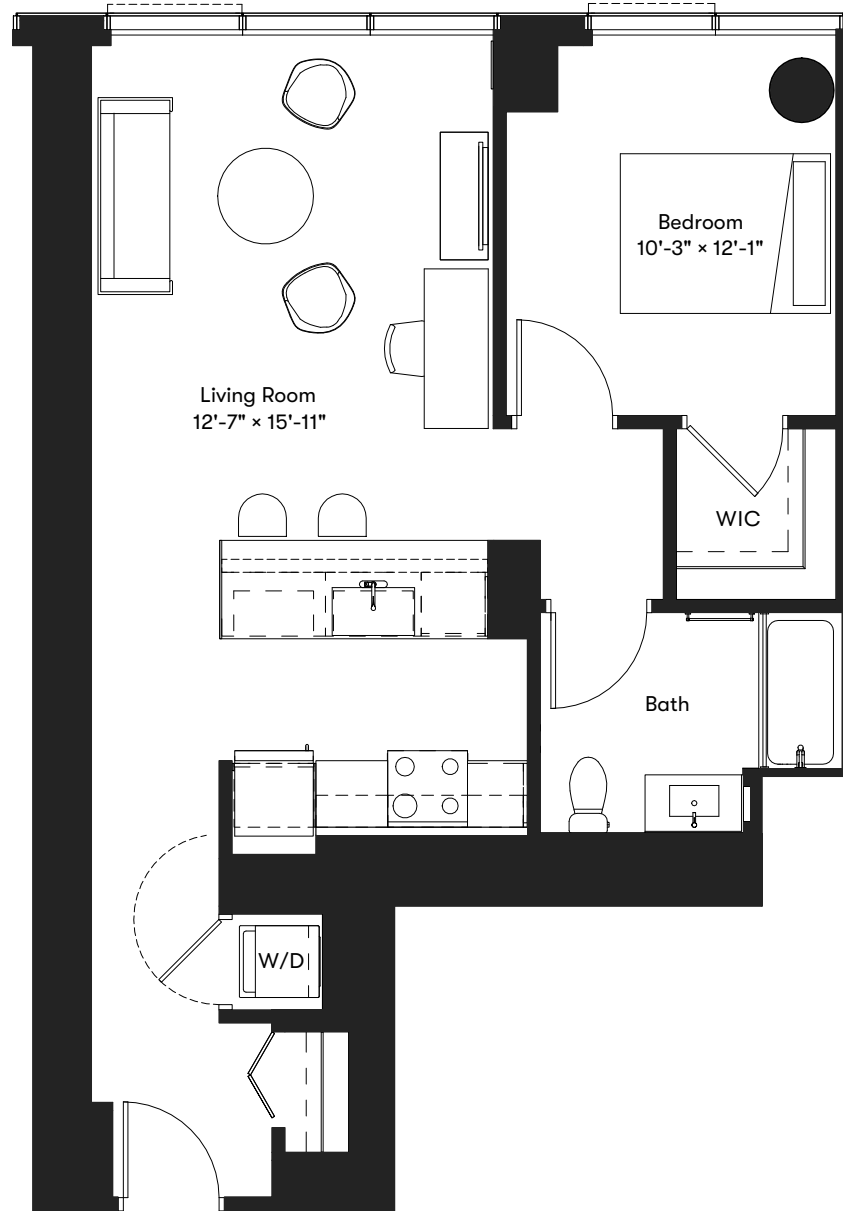 Bedroom
10'-3" × 12'-1"
Living Room
12'-7" × 15'-11"
WIC
Bath
W/D